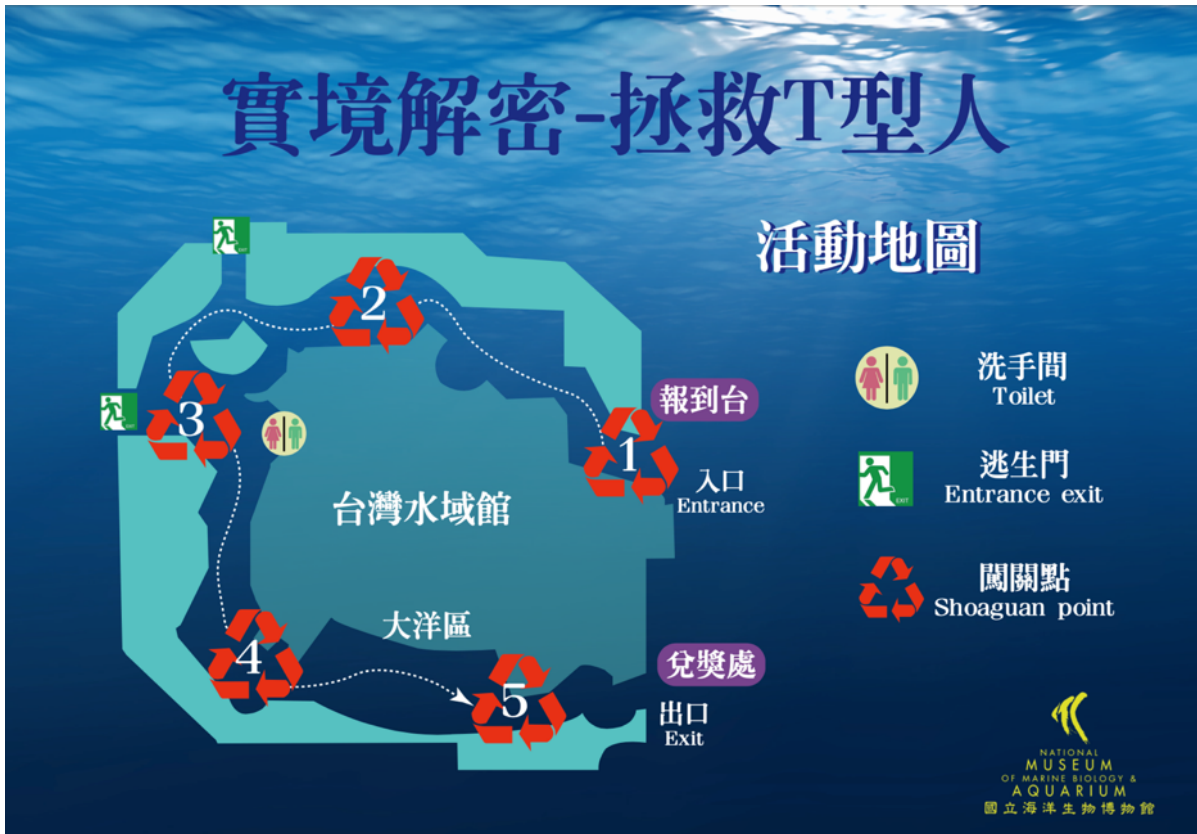 實境解密-拯救T型人
活動地圖
2
3
報到台
1
入口
Entrance
台灣水域館
大洋區
4
5
兌獎處
出口
Exit
洗手間
Toilet
逃生門
Entrance exit
EXIT
闖關點
Shoaguan point
NATIONAL
MUSEUM
OF MARINE BIOLOGY &
AQUARIUM
國立海洋生物博物館